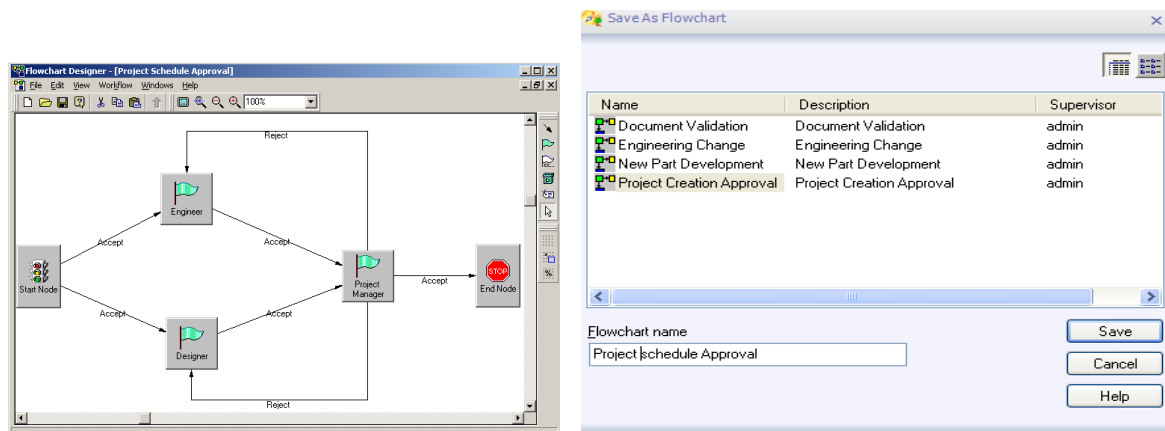 Flowchart Designer - [Project Schedule Approval]
File Edit View Workflow Windows Help
100%
Reject
Engineer
Accept
Accept
Start Node
Project
Manager
Accept
STOP
End Node
Accept
Accept
Designer
Reject
Save As Flowchart
Name Description Supervisor
Document Validation Document Validation admin
Engineering Change Engineering Change admin
New Part Development New Part Development admin
Project Creation Approval Project Creation Approval admin
Flowchart name
Project schedule Approval
Save
Cancel
Help